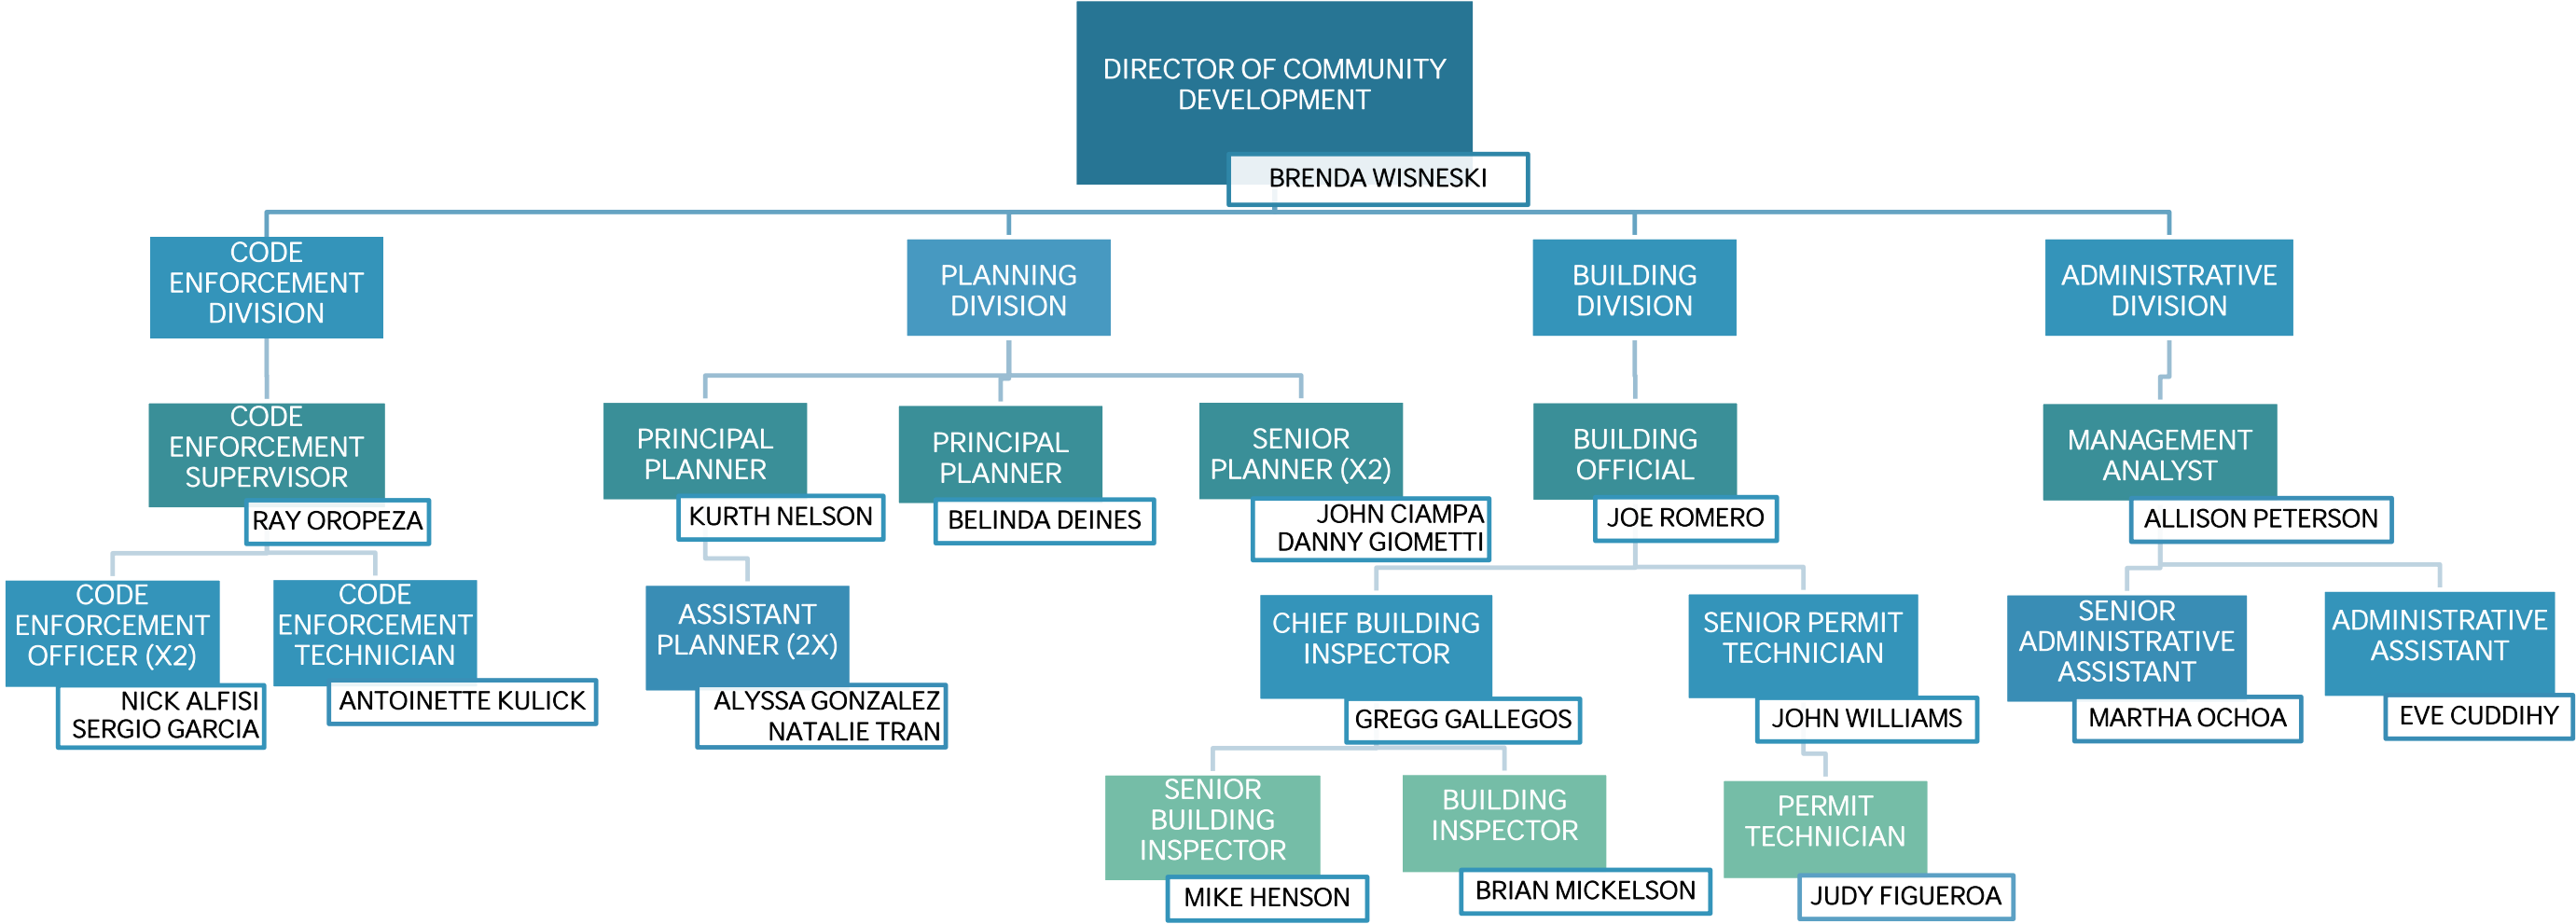 DIRECTOR OF COMMUNITY
DEVELOPMENT
BRENDA WISNESKI
CODE
ENFORCEMENT
DIVISION
PLANNING
DIVISION
BUILDING
DIVISION
ADMINISTRATIVE
DIVISION
CODE
ENFORCEMENT
SUPERVISOR
RAY OROPEZA
PRINCIPAL
PLANNER
KURTH NELSON
PRINCIPAL
PLANNER
BELINDA DEINES
SENIOR
PLANNER (X2)
JOHN CIAMPA
DANNY GIOMETTI
BUILDING
OFFICIAL
JOE ROMERO
MANAGEMENT
ANALYST
ALLISON PETERSON
CODE
ENFORCEMENT
OFFICER (X2)
NICK ALFISI
SERGIO GARCIA
CODE
ENFORCEMENT
TECHNICIAN
ANTOINETTE KULICK
ASSISTANT
PLANNER (2X)
ALYSSA GONZALEZ
NATALIE TRAN
CHIEF BUILDING
INSPECTOR
GREGG GALLEGOS
SENIOR PERMIT
TECHNICIAN
JOHN WILLIAMS
SENIOR
ADMINISTRATIVE
ASSISTANT
MARTHA OCHOA
ADMINISTRATIVE
ASSISTANT
EVE CUDDIHY
SENIOR
BUILDING
INSPECTOR
MIKE HENSON
BUILDING
INSPECTOR
BRIAN MICKELSON
PERMIT
TECHNICIAN
JUDY FIGUEROA